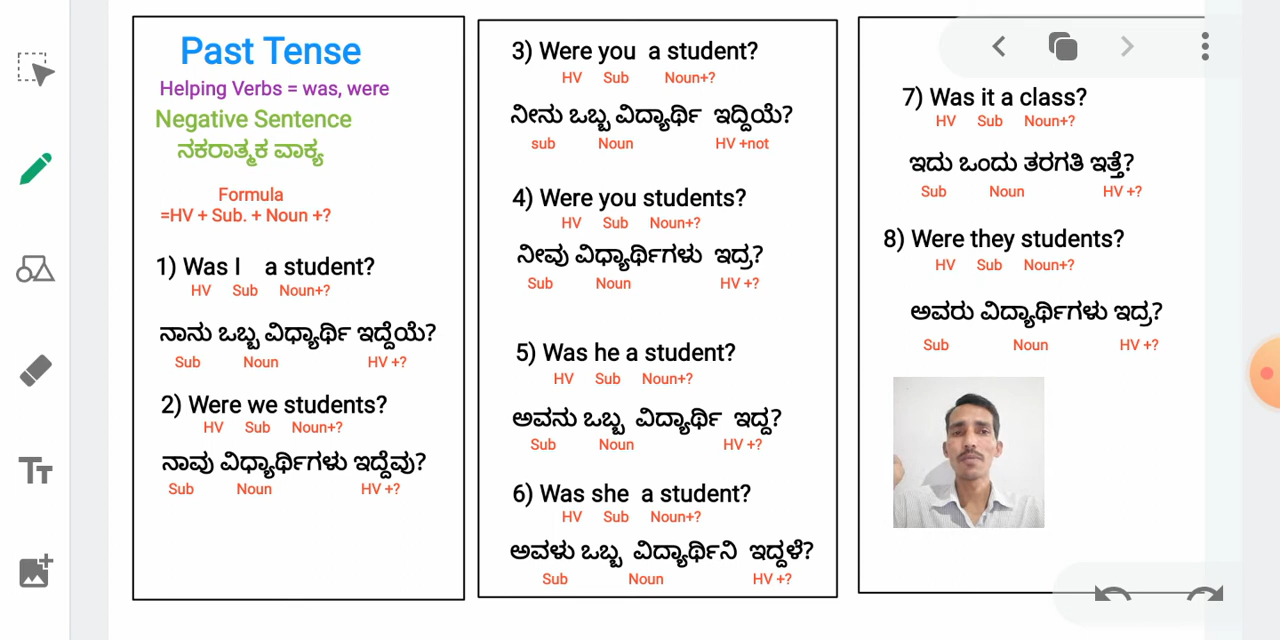 Past Tense
Helping Verbs = was, were
Negative Sentence
ನಕರಾತ್ಮಕ ವಾಕ್ಯ
Formula
=HV + Sub. + Noun +?
1) Was I a student?
HV Sub Noun+?
ನಾನು ಒಬ್ಬ ವಿಧ್ಯಾರ್ಥಿ ಇದ್ದೆಯೆ?
Sub Noun HV +?
2) Were we students?
HV Sub Noun+?
ನಾವು ವಿಧ್ಯಾರ್ಥಿಗಳು ಇದ್ದೆವು?
Sub Noun HV +?
3) Were you a student?
HV Sub Noun+?
ನೀನು ಒಬ್ಬ ವಿದ್ಯಾರ್ಥಿ ಇದ್ದಿಯೆ?
sub Noun HV +not
4) Were you students?
HV Sub Noun+?
ನೀವು ವಿಧ್ಯಾರ್ಥಿಗಳು ಇದ್ರ?
Sub Noun HV +?
5) Was he a student?
HV Sub Noun+?
ಅವನು ಒಬ್ಬ ವಿದ್ಯಾರ್ಥಿ ಇದ್ದ?
Sub Noun HV +?
6) Was she a student?
HV Sub Noun+?
ಅವಳು ಒಬ್ಬ ವಿದ್ಯಾರ್ಥಿನಿ ಇದ್ದಳೆ?
Sub Noun HV +?
7) Was it a class?
HV Sub Noun+?
ಇದು ಒಂದು ತರಗತಿ ಇತ್ತೆ?
Sub Noun HV +?
8) Were they students?
HV Sub Noun+?
ಅವರು ವಿದ್ಯಾರ್ಥಿಗಳು ಇದ್ರ?
Sub Noun HV +?
TT